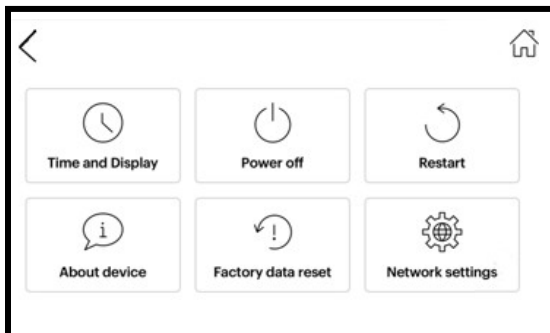 Time and Display
Power off
Restart
i
About device
!
Factory data reset
Network settings